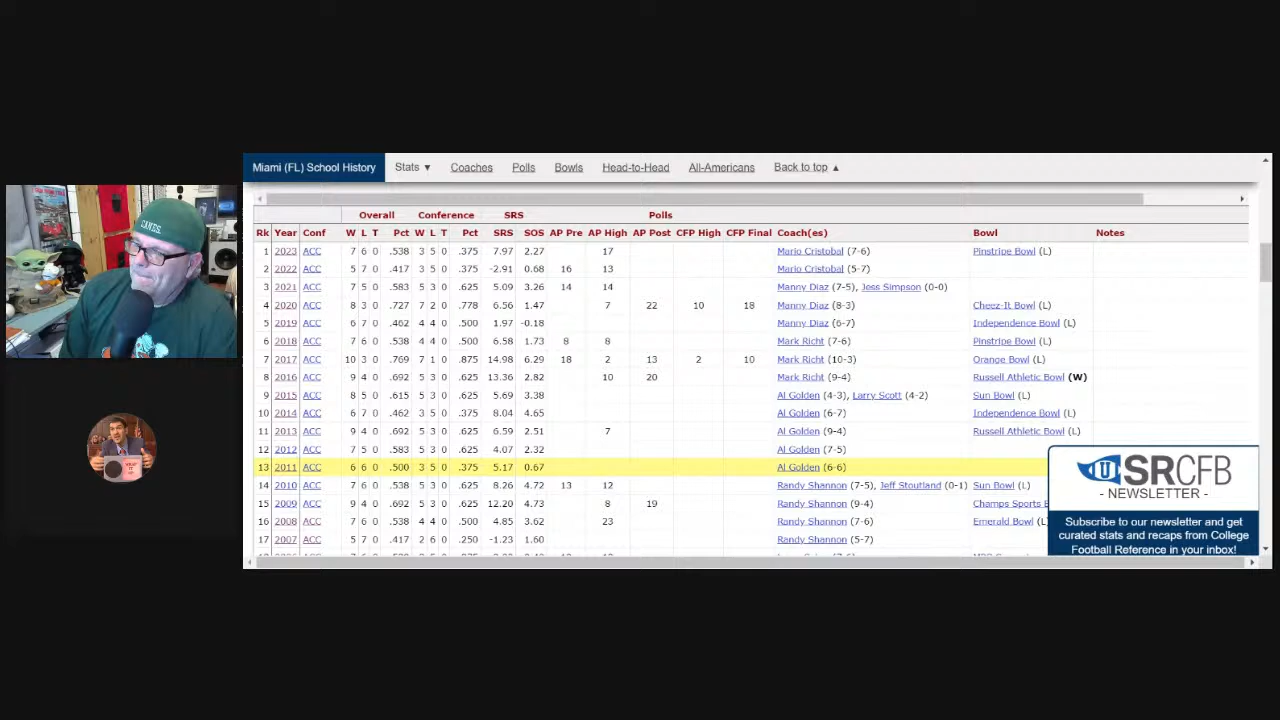 Miami (FL) School History Stats ▼ Coaches Polls Bowls Head-to-Head All-Americans Back to top ▲
Overall Conference SRS Polls
Rk Year Conf W L T Pct W L T Pct SRS SOS AP Pre AP High AP Post CFP High CFP Final Coach(es) Bowl Notes
1 2023 ACC 7 6 0 .538 3 5 0 .375 7.97 2.27 17 Mario Cristobal (7-6) Pinstripe Bowl (L)
2 2022 ACC 5 7 0 .417 3 5 0 .375 -2.91 0.68 16 13 Mario Cristobal (5-7)
3 2021 ACC 7 5 0 .583 5 3 0 .625 5.09 3.26 14 14 Manny Diaz (7-5), Jess Simpson (0-0)
4 2020 ACC 8 3 0 .727 7 2 0 .778 6.56 1.47 7 22 10 18 Manny Diaz (8-3) Cheez-It Bowl (L)
5 2019 ACC 6 7 0 .462 4 4 0 .500 1.97 -0.18 Manny Diaz (6-7) Independence Bowl (L)
6 2018 ACC 7 6 0 .538 4 4 0 .500 6.58 1.73 8 8 Mark Richt (7-6) Pinstripe Bowl (L)
7 2017 ACC 10 3 0 .769 7 1 0 .875 14.98 6.29 18 2 13 2 10 Mark Richt (10-3) Orange Bowl (L)
8 2016 ACC 9 4 0 .692 5 3 0 .625 13.36 2.82 10 20 Mark Richt (9-4) Russell Athletic Bowl (W)
9 2015 ACC 8 5 0 .615 5 3 0 .625 5.69 3.38 Al Golden (4-3), Larry Scott (4-2) Sun Bowl (L)
10 2014 ACC 6 7 0 .462 3 5 0 .375 8.04 4.65 Al Golden (6-7) Independence Bowl (L)
11 2013 ACC 9 4 0 .692 5 3 0 .625 6.59 2.51 7 Al Golden (9-4) Russell Athletic Bowl (L)
12 2012 ACC 7 5 0 .583 5 3 0 .625 4.07 2.32 Al Golden (7-5)
13 2011 ACC 6 6 0 .500 3 5 0 .375 5.17 0.67 Al Golden (6-6)
14 2010 ACC 7 6 0 .538 5 3 0 .625 8.26 4.72 13 12 Randy Shannon (7-5), Jeff Stoutland (0-1) Sun Bowl (L)
15 2009 ACC 9 4 0 .692 5 3 0 .625 12.20 4.73 8 19 Randy Shannon (9-4) Champs Sports B
16 2008 ACC 7 6 0 .538 4 4 0 .500 4.85 3.62 23 Randy Shannon (7-6) Emerald Bowl (L
17 2007 ACC 5 7 0 .417 2 6 0 .250 -1.23 1.60 Randy Shannon (5-7)
U SRCFB
- NEWSLETTER -
Subscribe to our newsletter and get
curated stats and recaps from College
Football Reference in your inbox!
CANES.